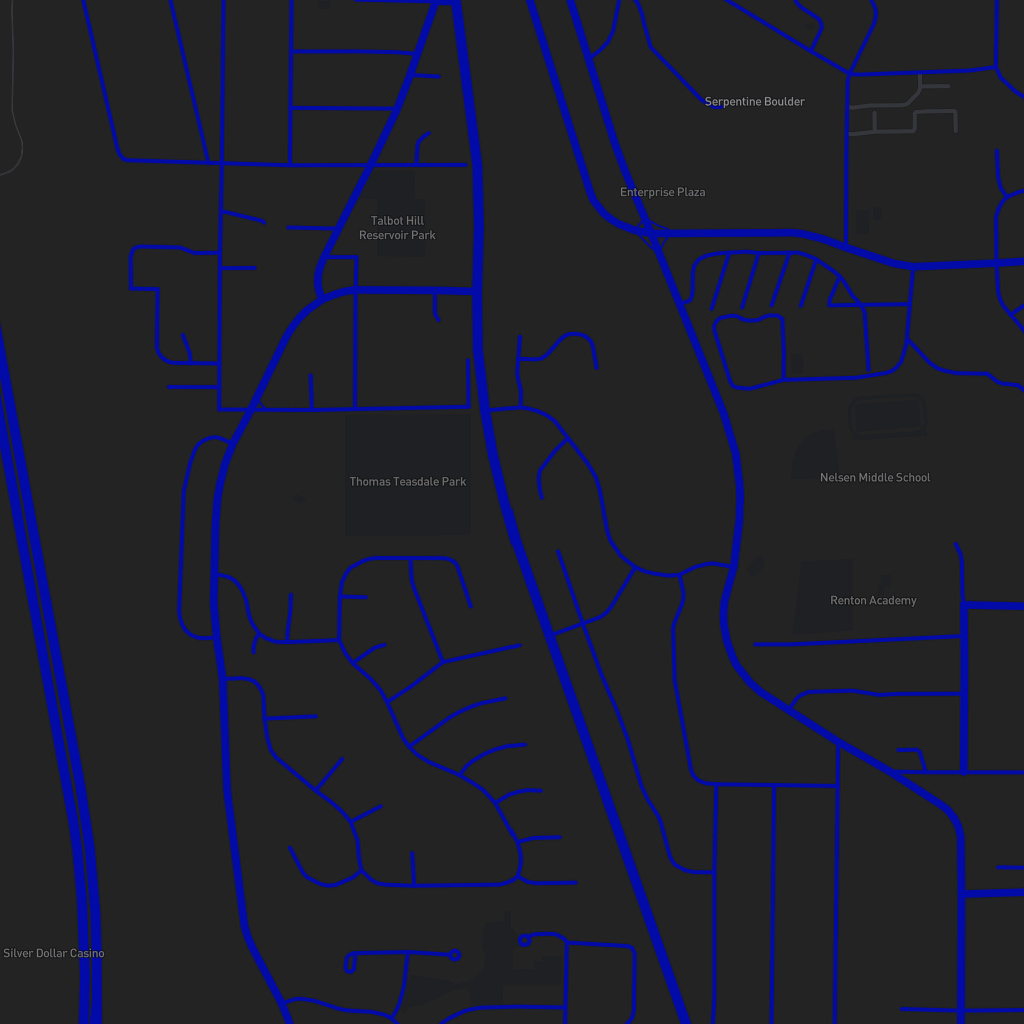 Serpentine Boulder
Enterprise Plaza
Talbot Hill
Reservoir Park
Thomas Teasdale Park
Nelsen Middle School
Renton Academy
Silver Dollar Casino